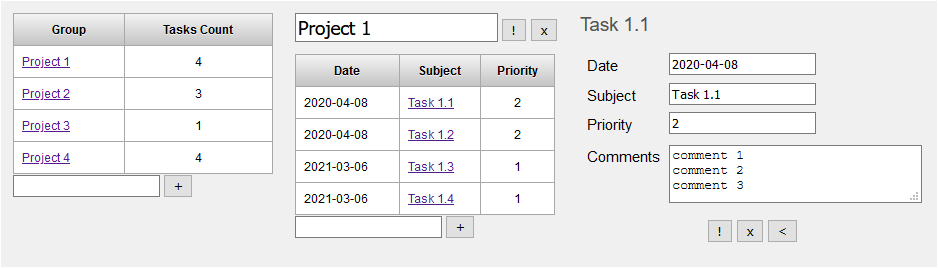 Group Tasks Count
Project 1 4
Project 2 3
Project 3 1
Project 4 4
+
Project 1 ! x
Date Subject Priority
2020-04-08 Task 1.1 2
2020-04-08 Task 1.2 2
2021-03-06 Task 1.3 1
2021-03-06 Task 1.4 1
+
Task 1.1
Date 2020-04-08
Subject Task 1.1
Priority 2
Comments comment 1
comment 2
comment 3
! x <